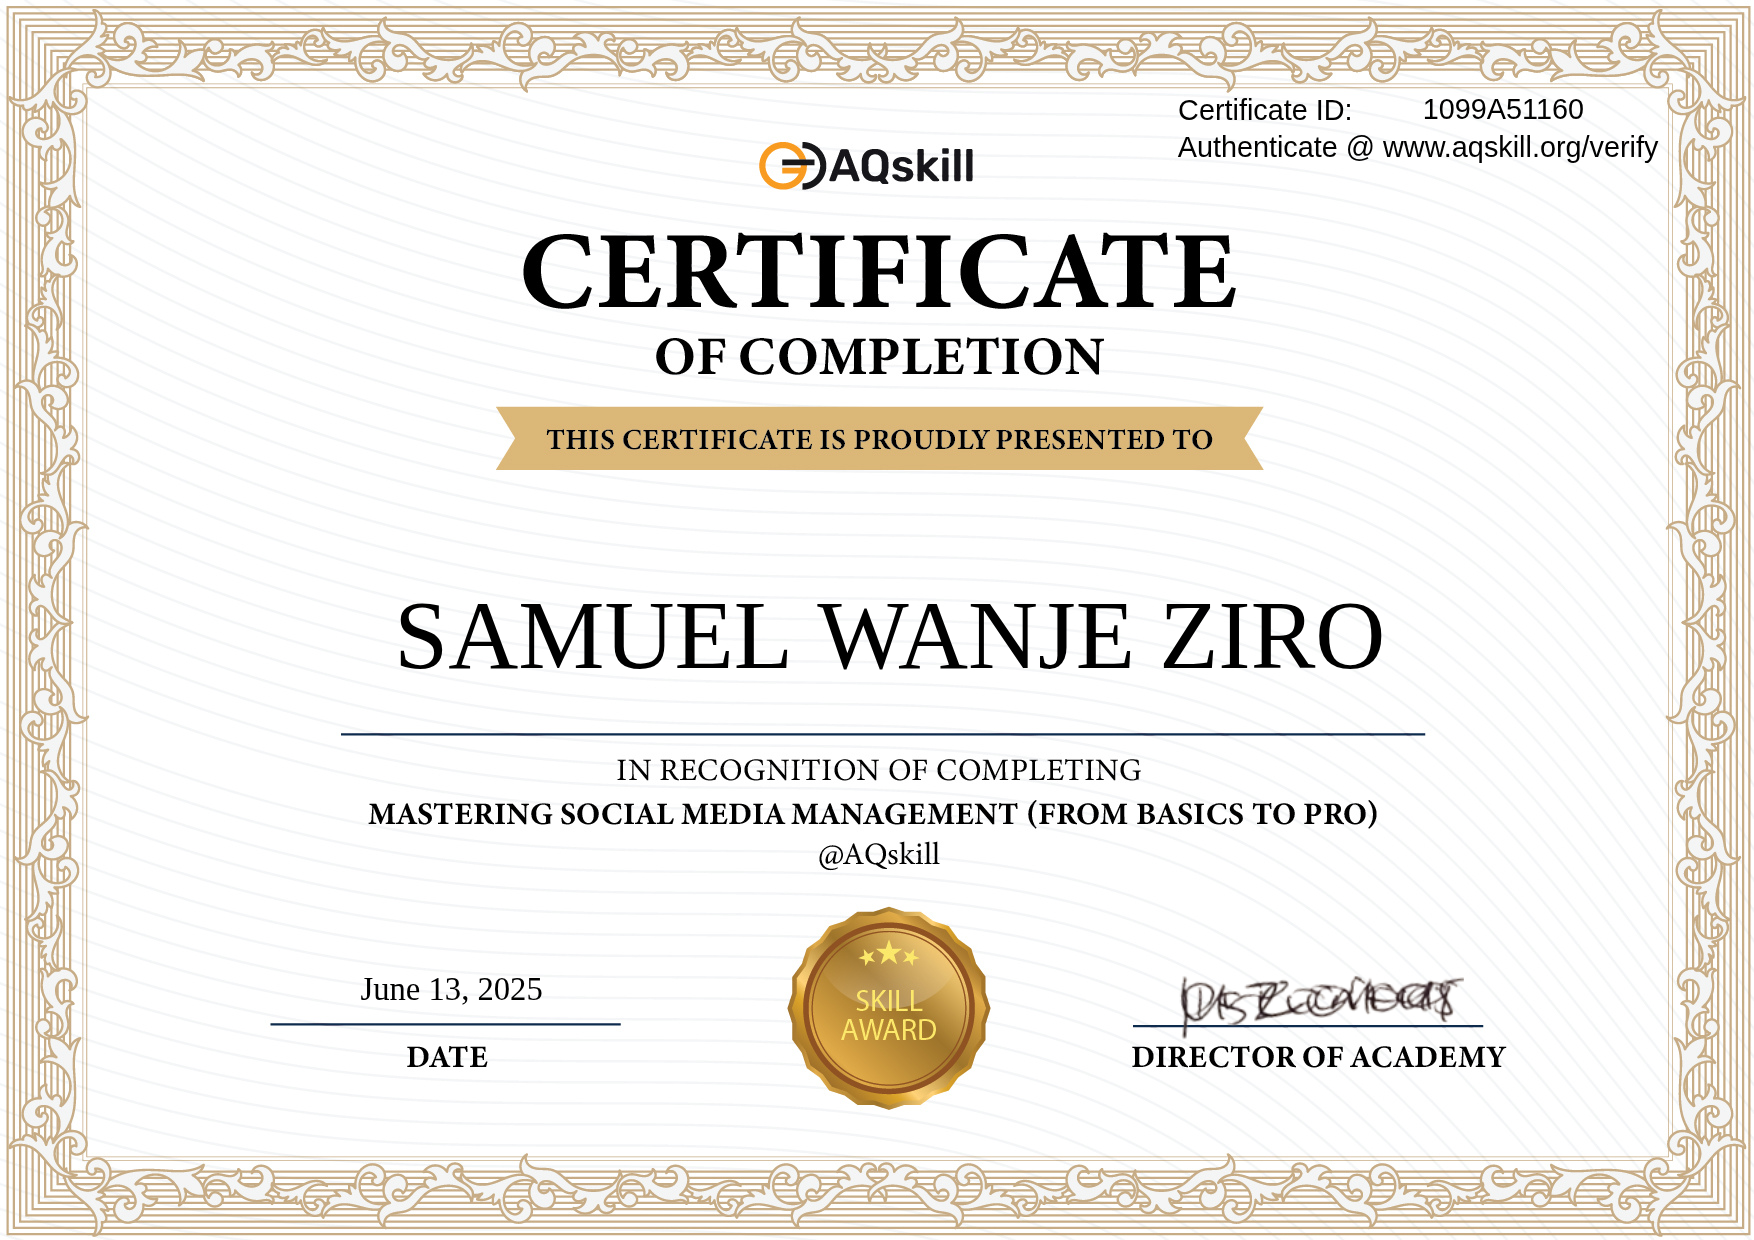 Certificate ID: 1099A51160
Authenticate @ www.aqskill.org/verify
AQskill
CERTIFICATE
OF COMPLETION
THIS CERTIFICATE IS PROUDLY PRESENTED TO
SAMUEL WANJE ZIRO
IN RECOGNITION OF COMPLETING
MASTERING SOCIAL MEDIA MANAGEMENT (FROM BASICS TO PRO)
@AQskill
June 13, 2025
DATE
SKILL
AWARD
DIRECTOR OF ACADEMY